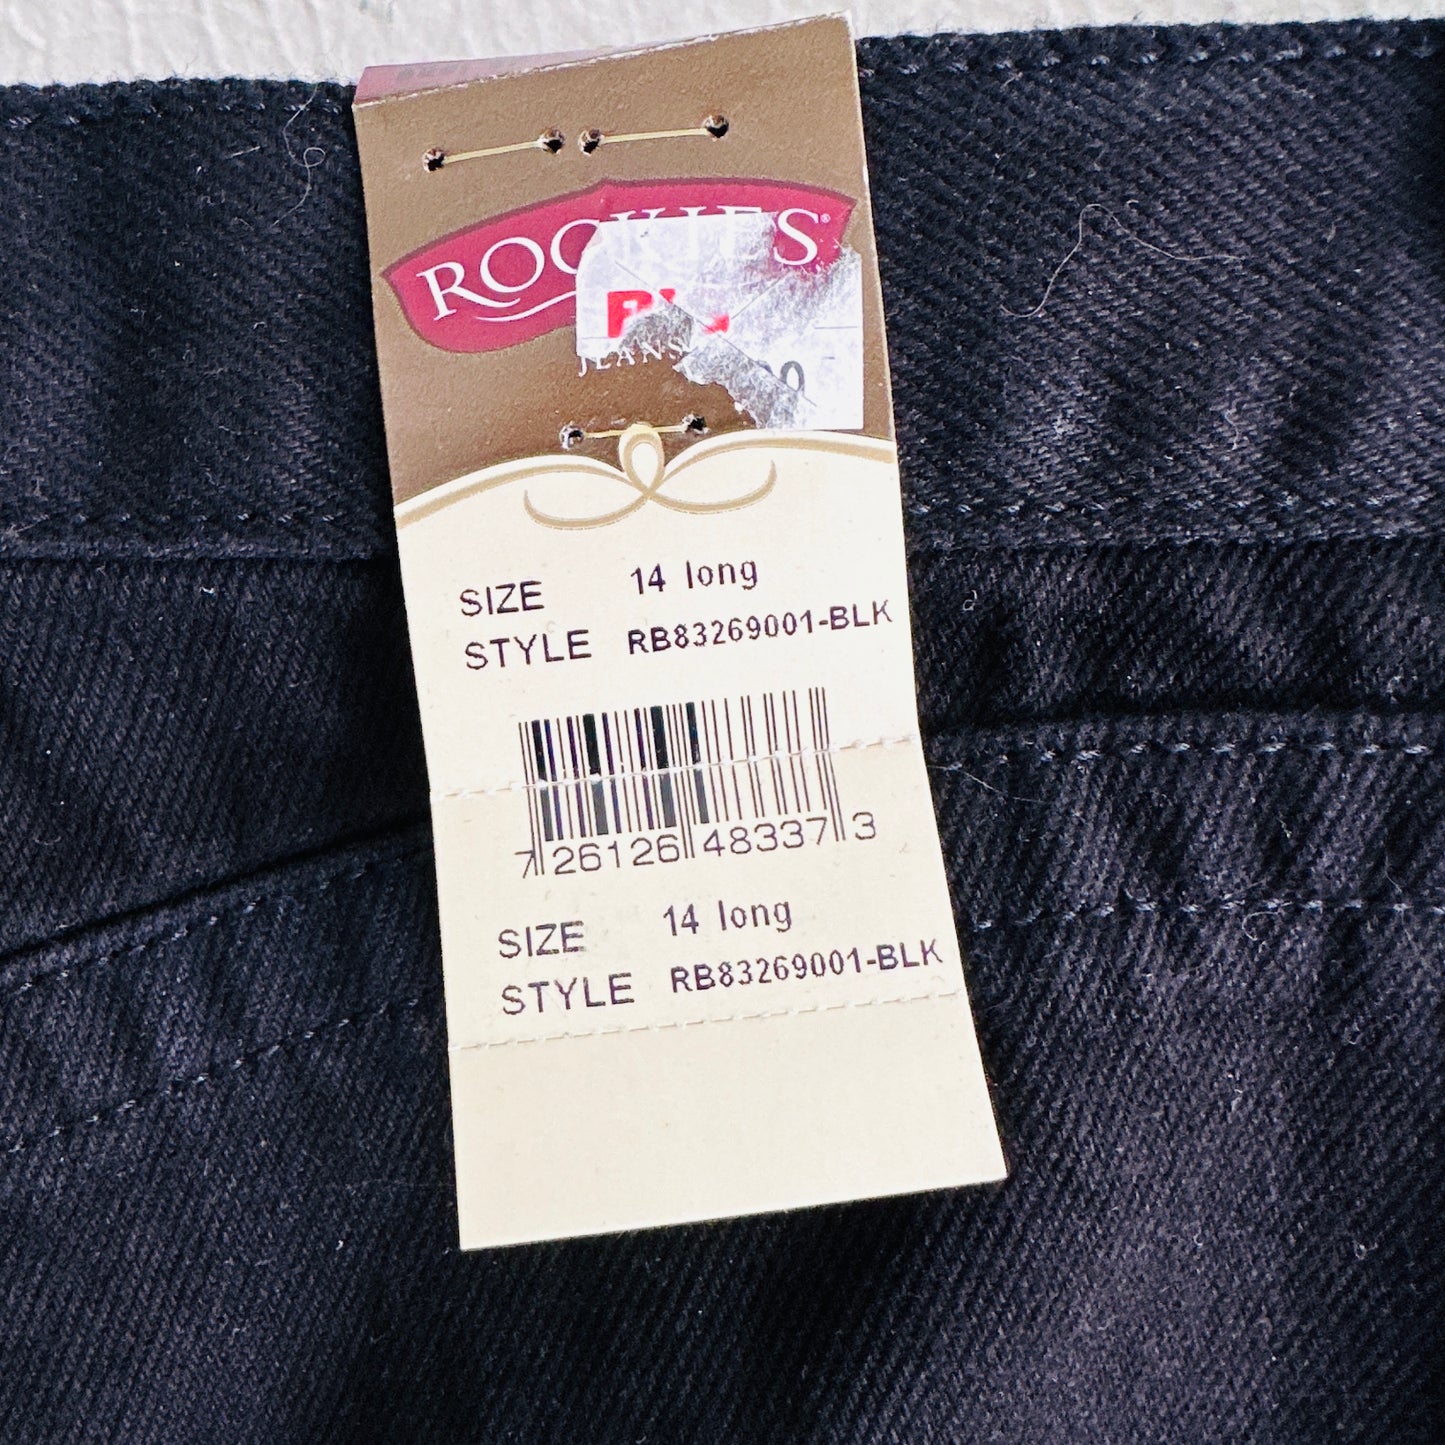 ROCKIES®
JEANS
SIZE 14 long
STYLE RB83269001-BLK
7 26126 48337 3
SIZE 14 long
STYLE RB83269001-BLK